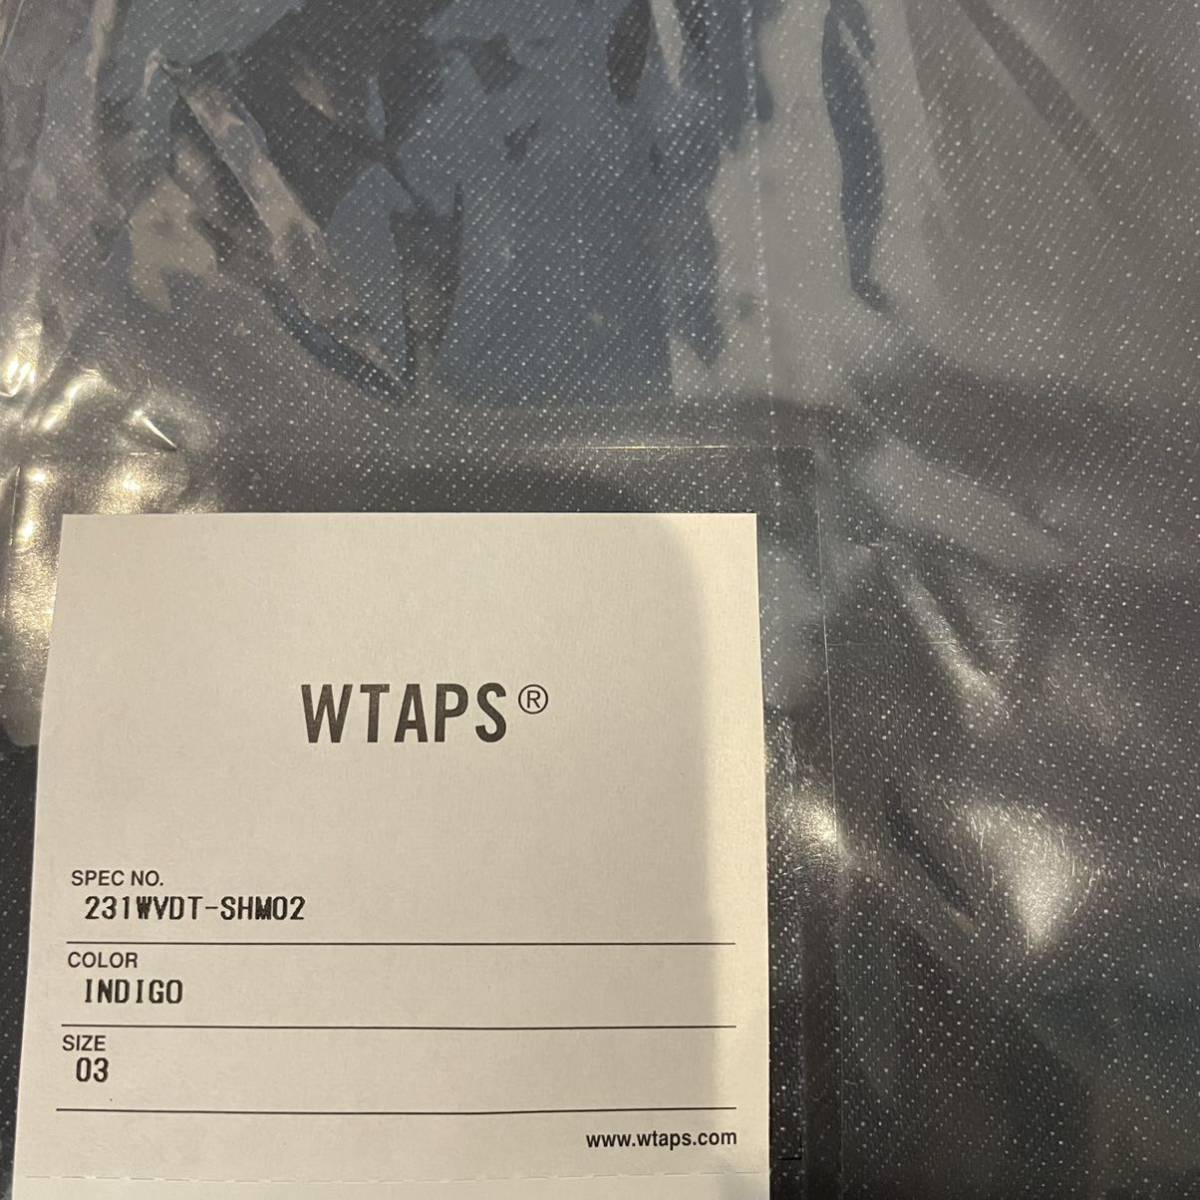 WTAPS®
SPEC NO.
231WVDT-SHM02
COLOR
INDIGO
SIZE
03
www.wtaps.com